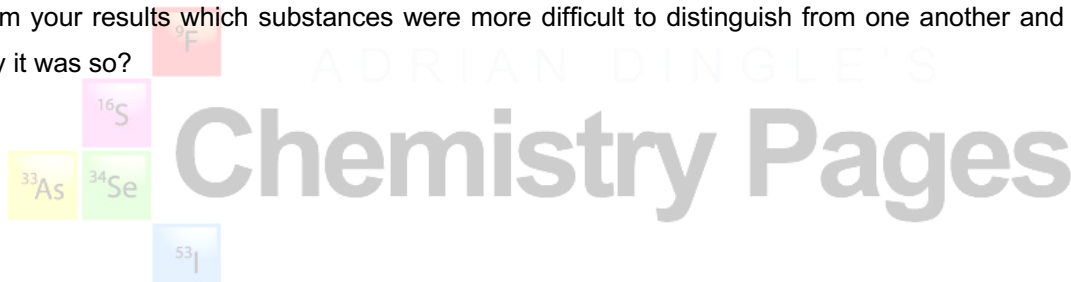 m your results which substances were more difficult to distinguish from one another and
y it was so?
9F
ADRIAN DINGLE'S
16S
Chemistry Pages
33As 34Se
53I